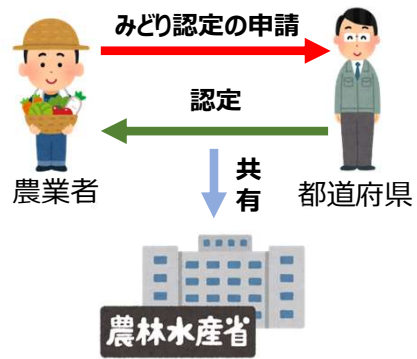 みどり認定の申請
認定
共有
農業者
都道府県
農林水産省